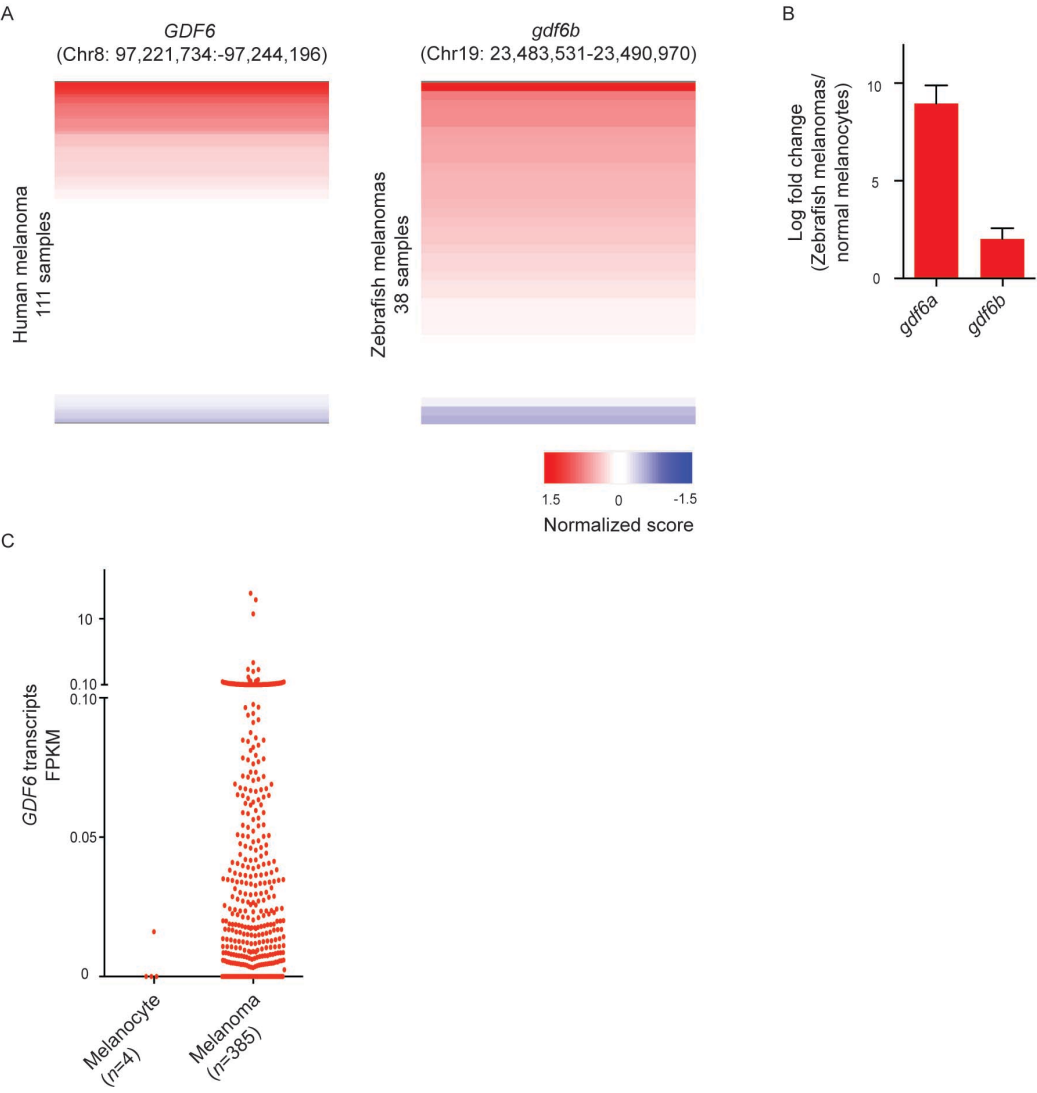 A
GDF6
(Chr8: 97,221,734:-97,244,196)
Human melanoma
111 samples
gdf6b
(Chr19: 23,483,531-23,490,970)
Zebrafish melanomas
38 samples
1.5 0 -1.5
Normalized score
B
Log fold change
(Zebrafish melanomas/
normal melanocytes)
10
5
0
gdf6a
gdf6b
C
GDF6 transcripts
FPKM
10
0.10
0.10
0.05
0
Melanocyte
(n=4)
Melanoma
(n=385)